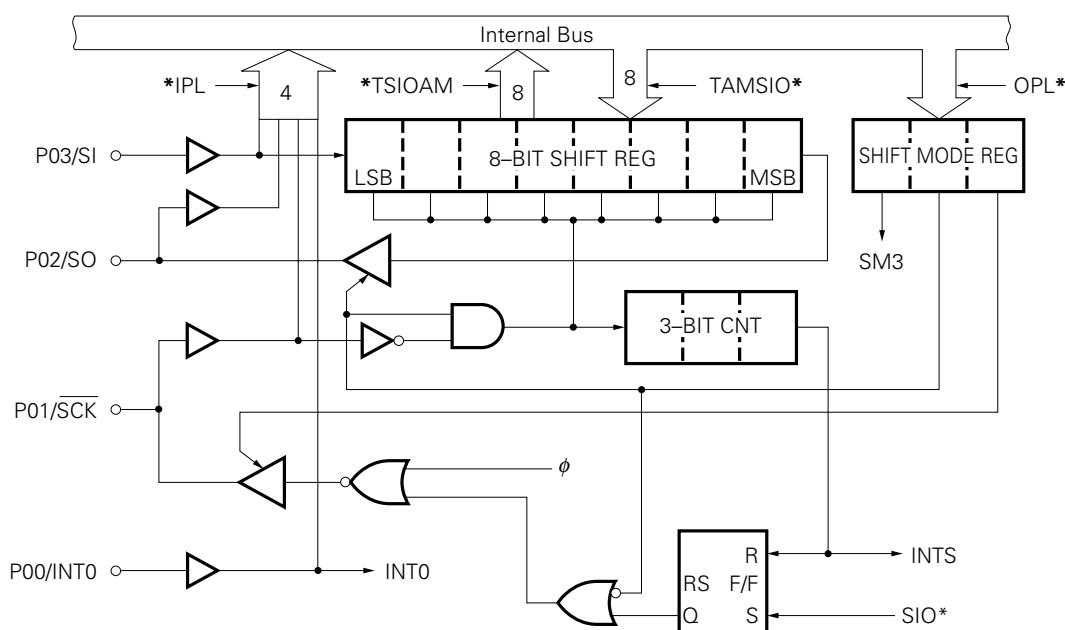 Internal Bus
*IPL
4
*TSIOAM
8
8
TAMSIO*
OPL*
P03/SI
8–BIT SHIFT REG
LSB
MSB
SHIFT MODE REG
P02/SO
SM3
3–BIT CNT
P01/SCK
ϕ
P00/INT0
INT0
R
INTS
RS F/F
Q
S
SIO*